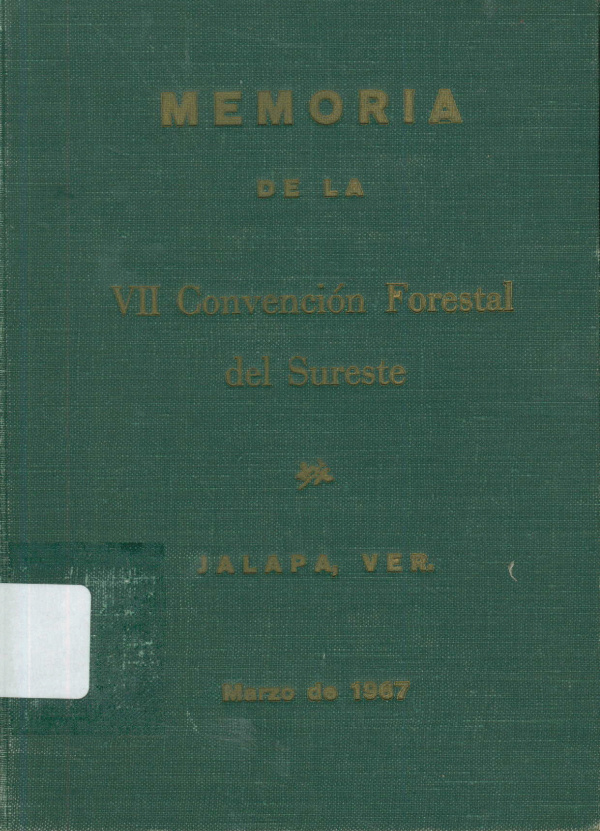 MEMORIA
DE LA
VII Convención Forestal
del Sureste
JALAPA, VER.
Marzo de 1967